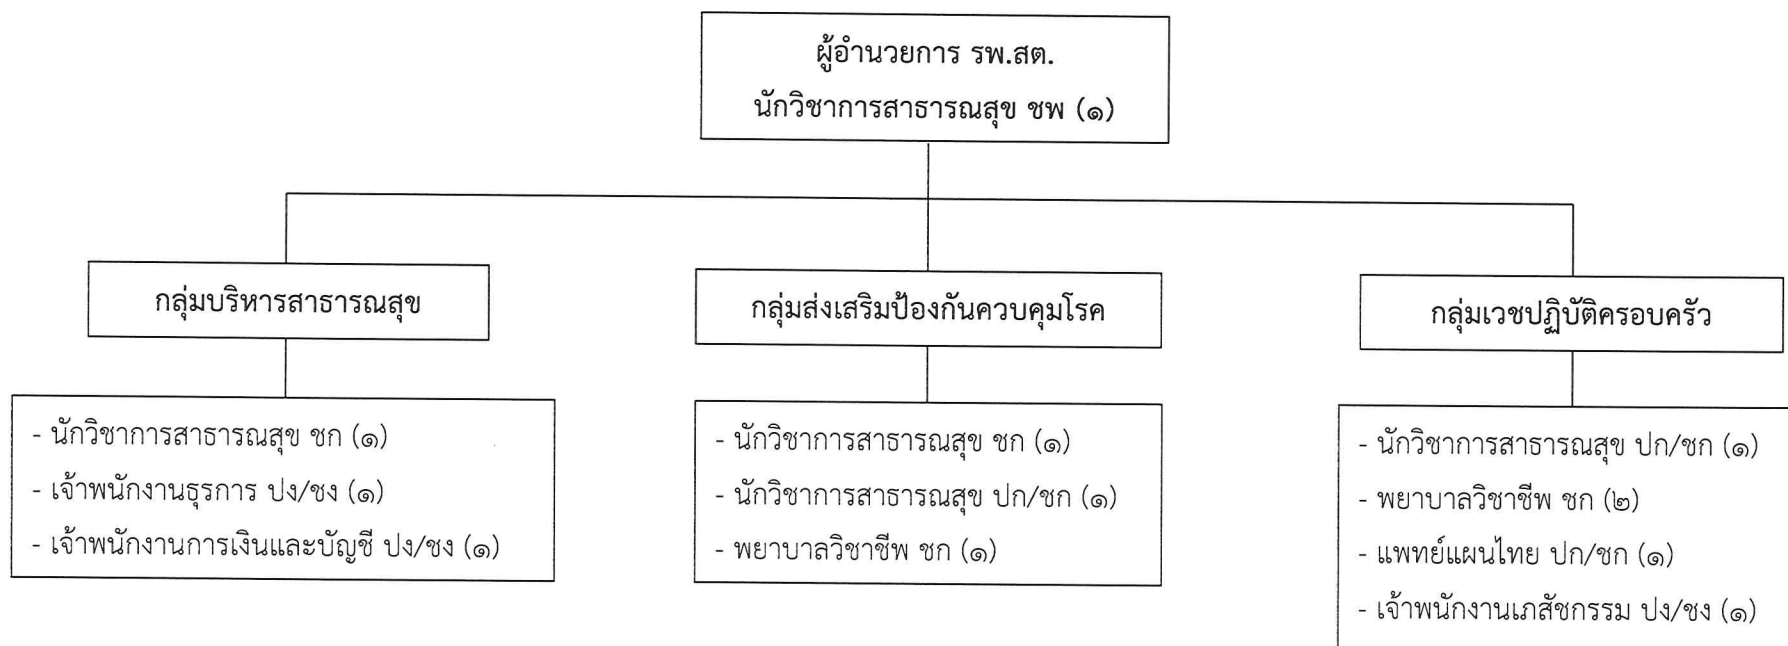 ผู้อำนวยการ รพ.สต.
นักวิชาการสาธารณสุข ชพ (๑)
กลุ่มบริหารสาธารณสุข
- นักวิชาการสาธารณสุข ชก (๑)
- เจ้าพนักงานธุรการ ปง/ชง (๑)
- เจ้าพนักงานการเงินและบัญชี ปง/ชง (๑)
กลุ่มส่งเสริมป้องกันควบคุมโรค
- นักวิชาการสาธารณสุข ชก (๑)
- นักวิชาการสาธารณสุข ปก/ชก (๑)
- พยาบาลวิชาชีพ ชก (๑)
กลุ่มเวชปฏิบัติครอบครัว
- นักวิชาการสาธารณสุข ปก/ชก (๑)
- พยาบาลวิชาชีพ ชก (๒)
- แพทย์แผนไทย ปก/ชก (๑)
- เจ้าพนักงานเภสัชกรรม ปง/ชง (๑)